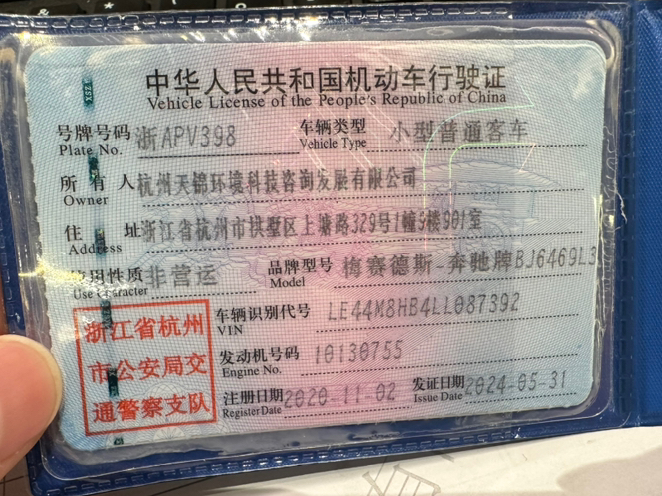 中华人民共和国机动车行驶证
Vehicle License of the People's Republic of China
号牌号码 浙APV398 车辆类型 小型普通客车
Plate No. Vehicle Type
所有人 杭州天锦环境科技咨询发展有限公司
Owner
住址 浙江省杭州市拱墅区上塘路329号1幢9楼901室
Address
使用性质 非营运 品牌型号 梅赛德斯-奔驰牌BJ6469L3
Use Character Model
浙江省杭州
市公安局交
通警察支队
车辆识别代号 LE44M8HB4LL087392
VIN
发动机号码 10130755
Engine No.
注册日期 2020-11-02 发证日期 2024-05-31
Register Date Issue Date